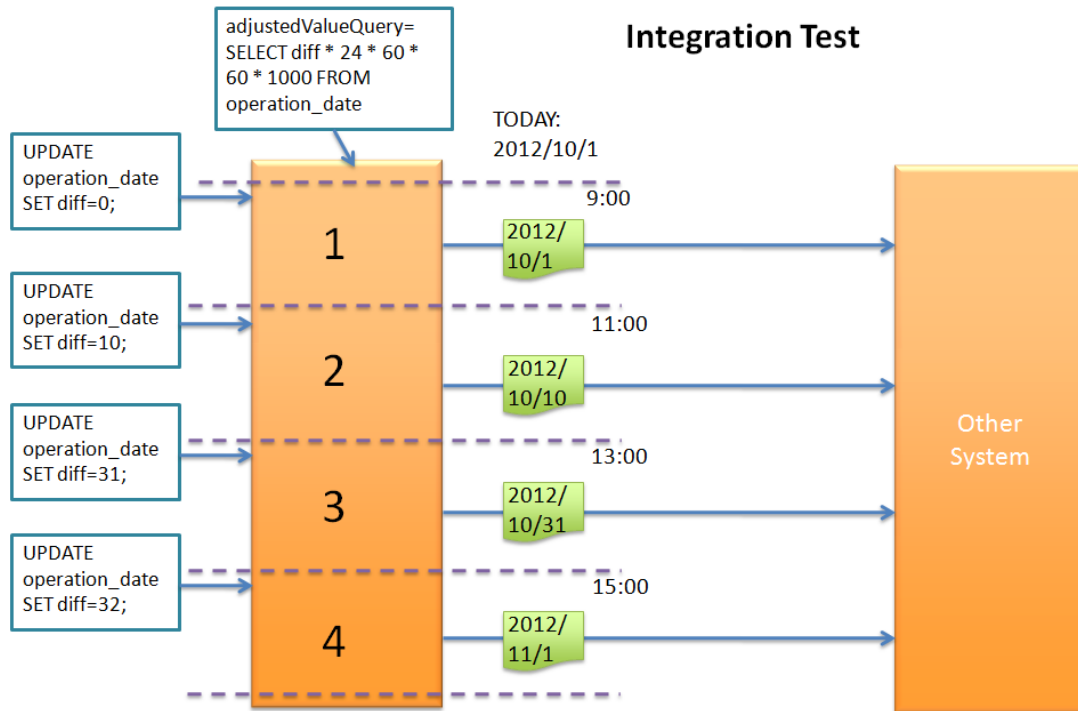 Integration Test
adjustedValueQuery=
SELECT diff * 24 * 60 *
60 * 1000 FROM
operation_date
TODAY:
2012/10/1
UPDATE
operation_date
SET diff=0;
9:00
1
2012/
10/1
UPDATE
operation_date
SET diff=10;
11:00
2
2012/
10/10
UPDATE
operation_date
SET diff=31;
13:00
3
2012/
10/31
UPDATE
operation_date
SET diff=32;
15:00
4
2012/
11/1
Other
System